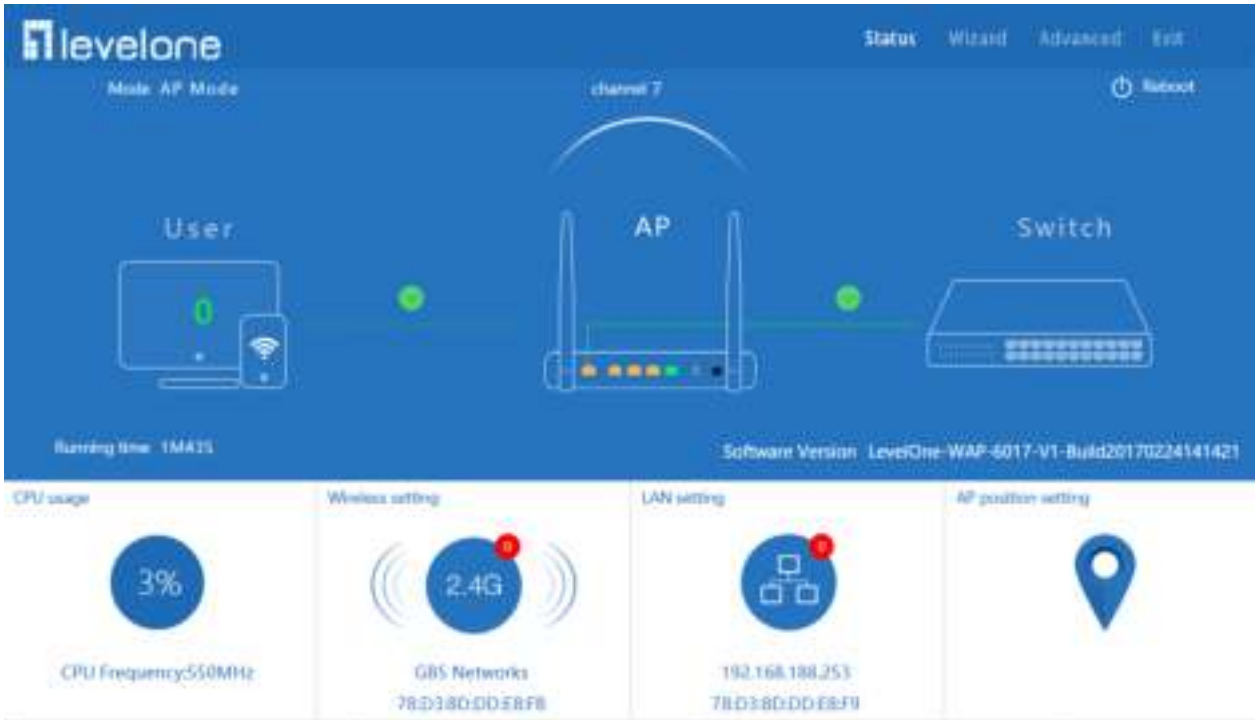 levelone
Status Wizard Advanced Exit
Mode AP Mode
channel 7
Reboot
User
AP
Switch
0
Running time 1M43S
Software Version LevelOne-WAP-6017-V1-Build20170224141421
CPU usage
Wireless setting
LAN setting
AP position setting
3%
2.4G
0
CPU Frequency:550MHz
GBS Networks
192.168.188.253
78:D3:8D:DD:E8:F8
78:D3:8D:DD:E8:F9